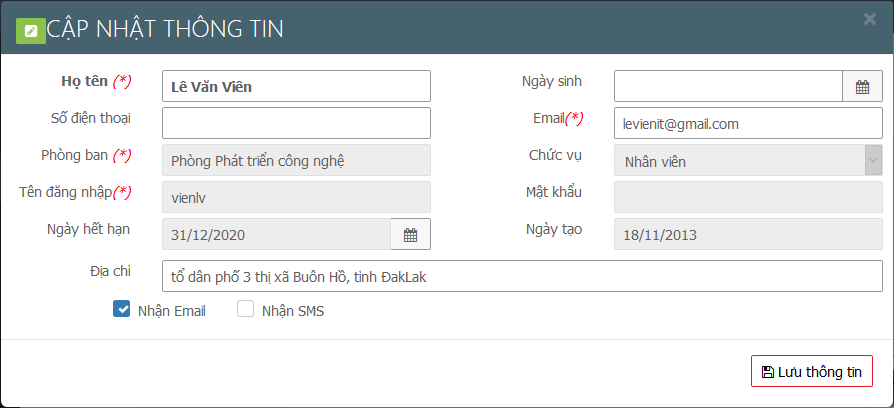 CẬP NHẬT THÔNG TIN ×
Họ tên (*) Lê Văn Viên Ngày sinh
Số điện thoại Email(*) levienit@gmail.com
Phòng ban (*) Phòng Phát triển công nghệ Chức vụ Nhân viên
Tên đăng nhập(*) vienlv Mật khẩu
Ngày hết hạn 31/12/2020 Ngày tạo 18/11/2013
Địa chỉ tổ dân phố 3 thị xã Buôn Hồ, tỉnh ĐakLak
Nhận Email Nhận SMS
Lưu thông tin